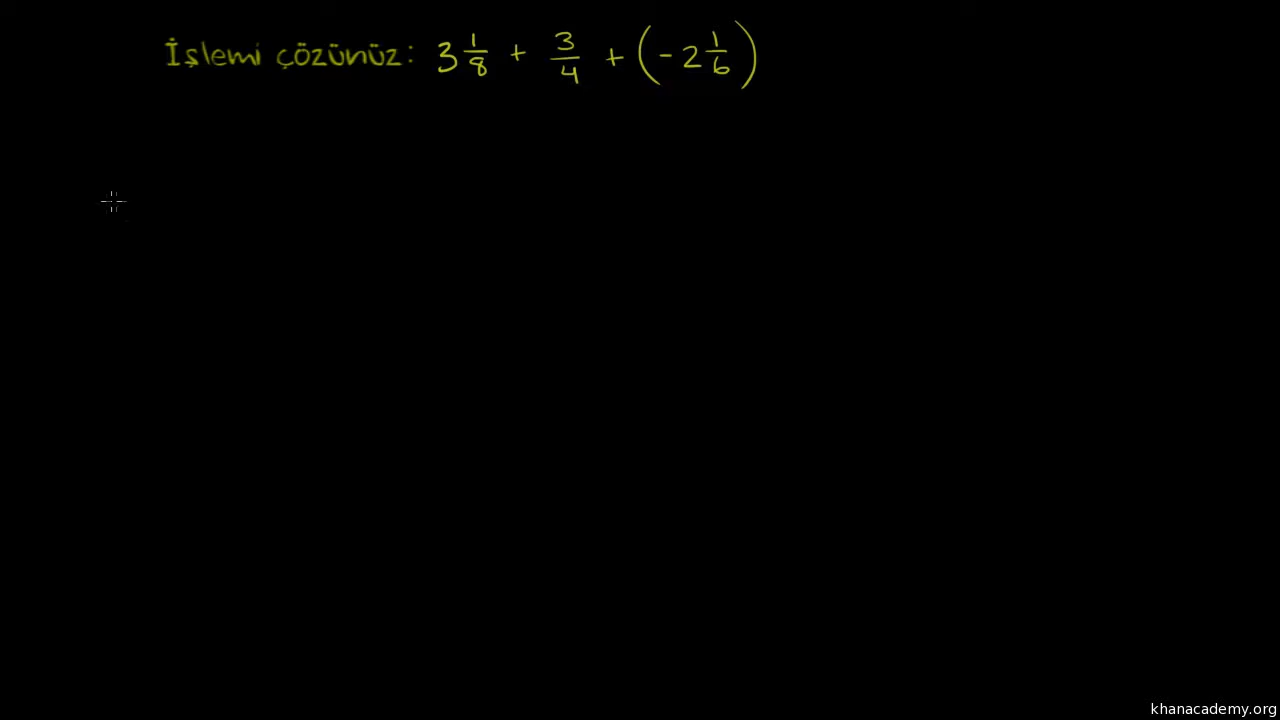 İşlemi çözünüz: 3 1/8 + 3/4 + (-2 1/6)
khanacademy.org